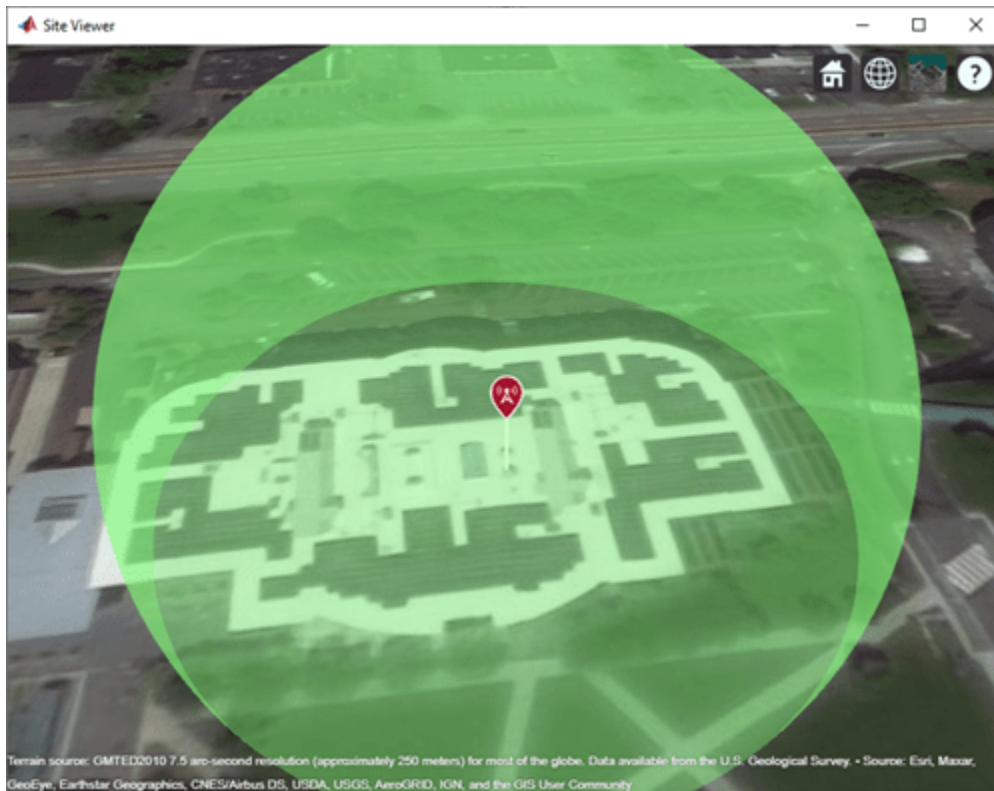 Site Viewer
?
Terrain source: GMTED2010 7.5 arc-second resolution (approximately 250 meters) for most of the globe. Data available from the U.S. Geological Survey. • Source: Esri, Maxar,
GeoEye, Earthstar Geographics, CNES/Airbus DS, USDA, USGS, AeroGRID, IGN, and the GIS User Community